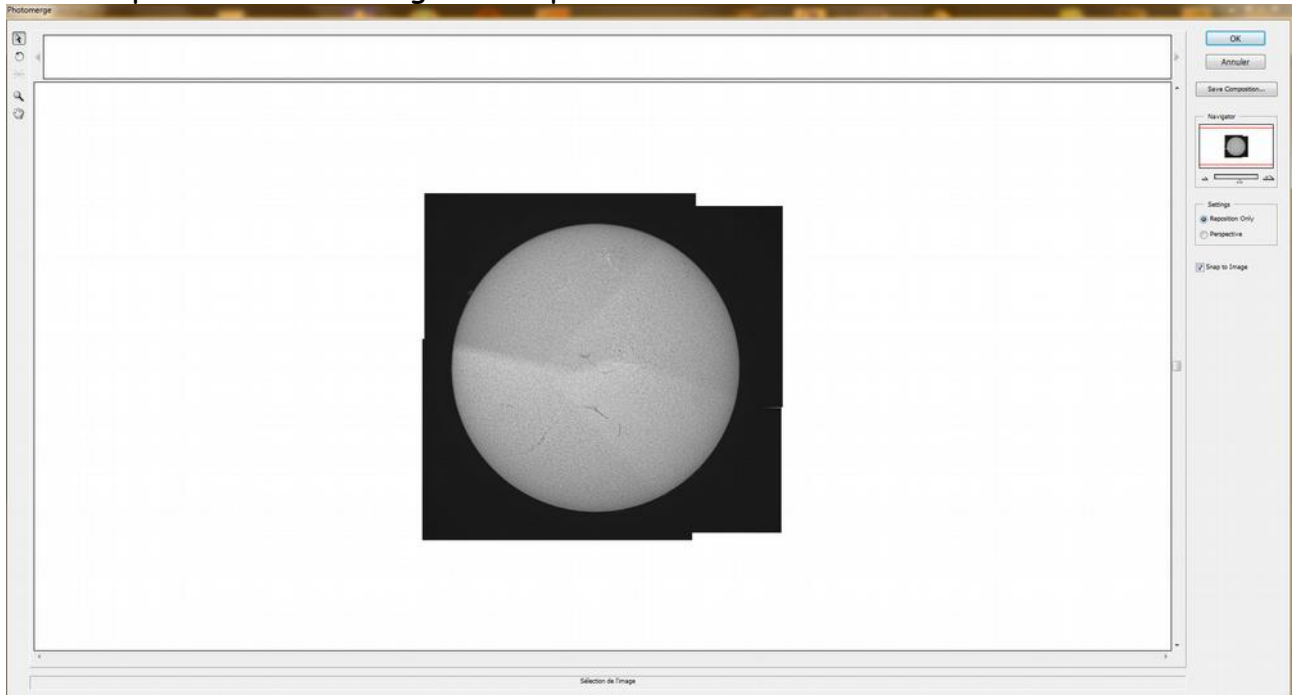 Photomerge
OK
Annuler
Save Composition...
Navigator
Settings
Reposition Only
Perspective
Snap to Image
Sélection de l'image